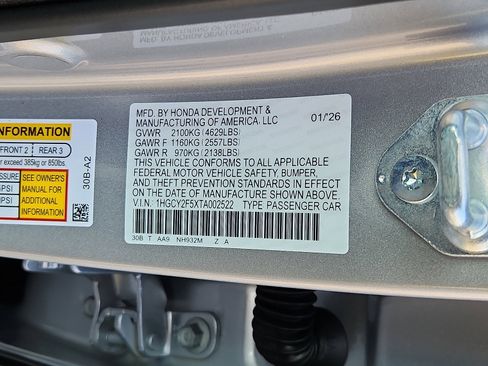 MFD. BY HONDA DEVELOPMENT &
MANUFACTURING OF AMERICA, LLC 01/26
GVWR 2100KG(4629LBS)
GAWR F 1160KG(2557LBS)
GAWR R 970KG(2138LBS)
THIS VEHICLE CONFORMS TO ALL APPLICABLE
FEDERAL MOTOR VEHICLE SAFETY, BUMPER,
AND THEFT PREVENTION STANDARDS IN EFFECT
ON THE DATE OF MANUFACTURE SHOWN ABOVE.
V.I.N. 1HGCY2F5XTA002522 TYPE PASSENGER CAR
30B T AA9 NH932M Z A
INFORMATION
FRONT 2 REAR 3
exceed 385kg or 850lbs.
SEE OWNER'S
MANUAL FOR
ADDITIONAL
INFORMATION
PSI
PSI
30B-A2